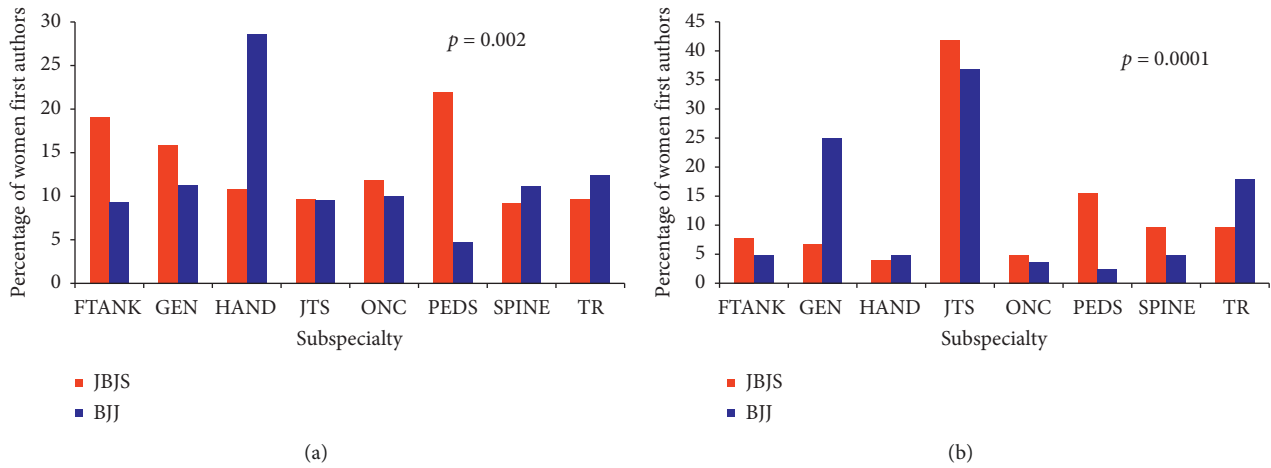 Percentage of women first authors
30
25
20
15
10
5
0
p = 0.002
FTANK GEN HAND JTS ONC PEDS SPINE TR
Subspecialty
JBJS
BJJ
(a)
Percentage of women first authors
45
40
35
30
25
20
15
10
5
0
p = 0.0001
FTANK GEN HAND JTS ONC PEDS SPINE TR
Subspecialty
JBJS
BJJ
(b)